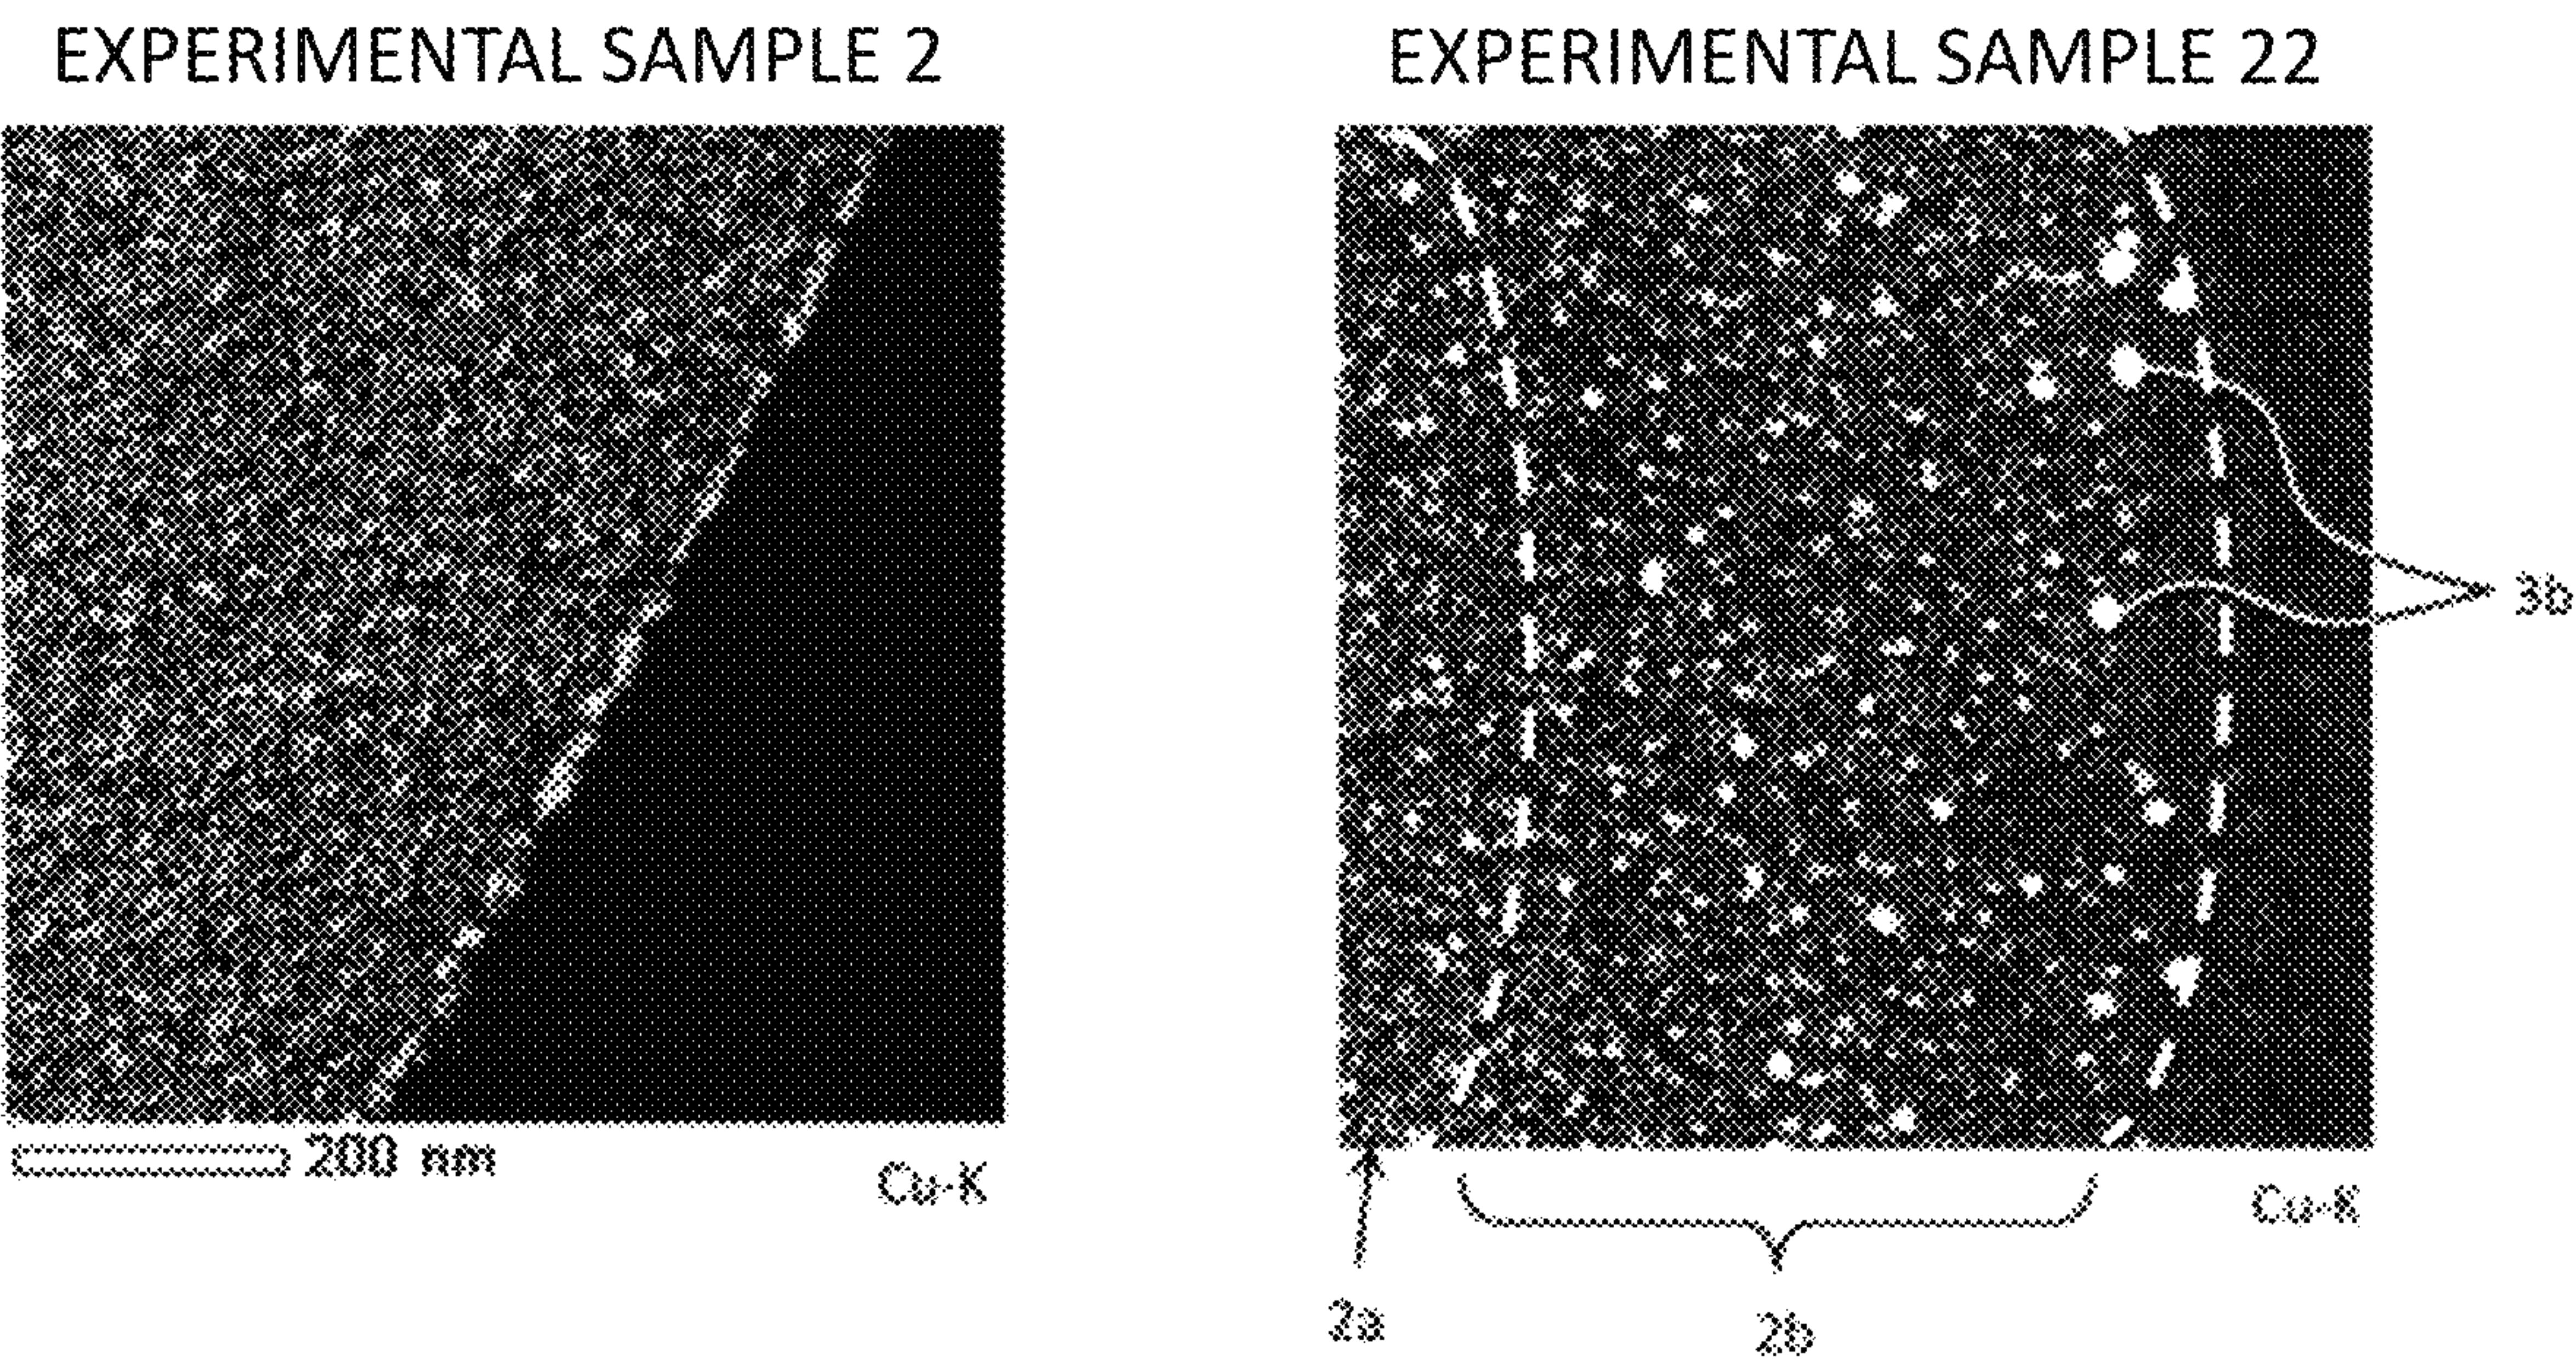 EXPERIMENTAL SAMPLE 2
EXPERIMENTAL SAMPLE 22
3b
200 nm
Cu-K
Cu-K
2a
2b